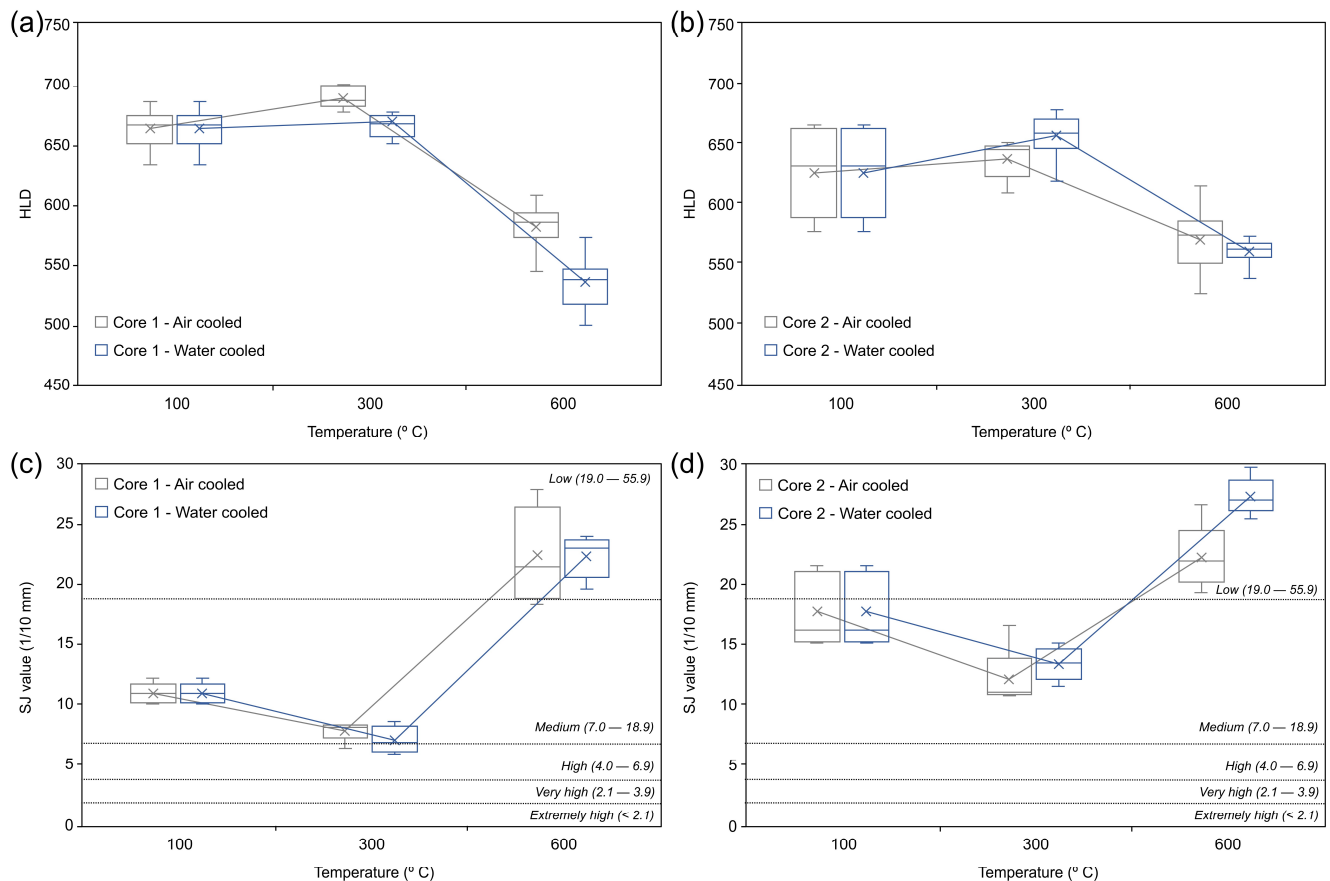 (a)
750
700
650
600
550
500
450
HLD
Core 1 - Air cooled
Core 1 - Water cooled
100 300 600
Temperature (º C)
(b)
750
700
650
600
550
500
450
HLD
Core 2 - Air cooled
Core 2 - Water cooled
100 300 600
Temperature (º C)
(c)
30
25
20
15
10
5
0
SJ value (1/10 mm)
Core 1 - Air cooled
Core 1 - Water cooled
Low (19.0 — 55.9)
Medium (7.0 — 18.9)
High (4.0 — 6.9)
Very high (2.1 — 3.9)
Extremely high (< 2.1)
100 300 600
Temperature (º C)
(d)
30
25
20
15
10
5
0
SJ value (1/10 mm)
Core 2 - Air cooled
Core 2 - Water cooled
Low (19.0 — 55.9)
Medium (7.0 — 18.9)
High (4.0 — 6.9)
Very high (2.1 — 3.9)
Extremely high (< 2.1)
100 300 600
Temperature (º C)